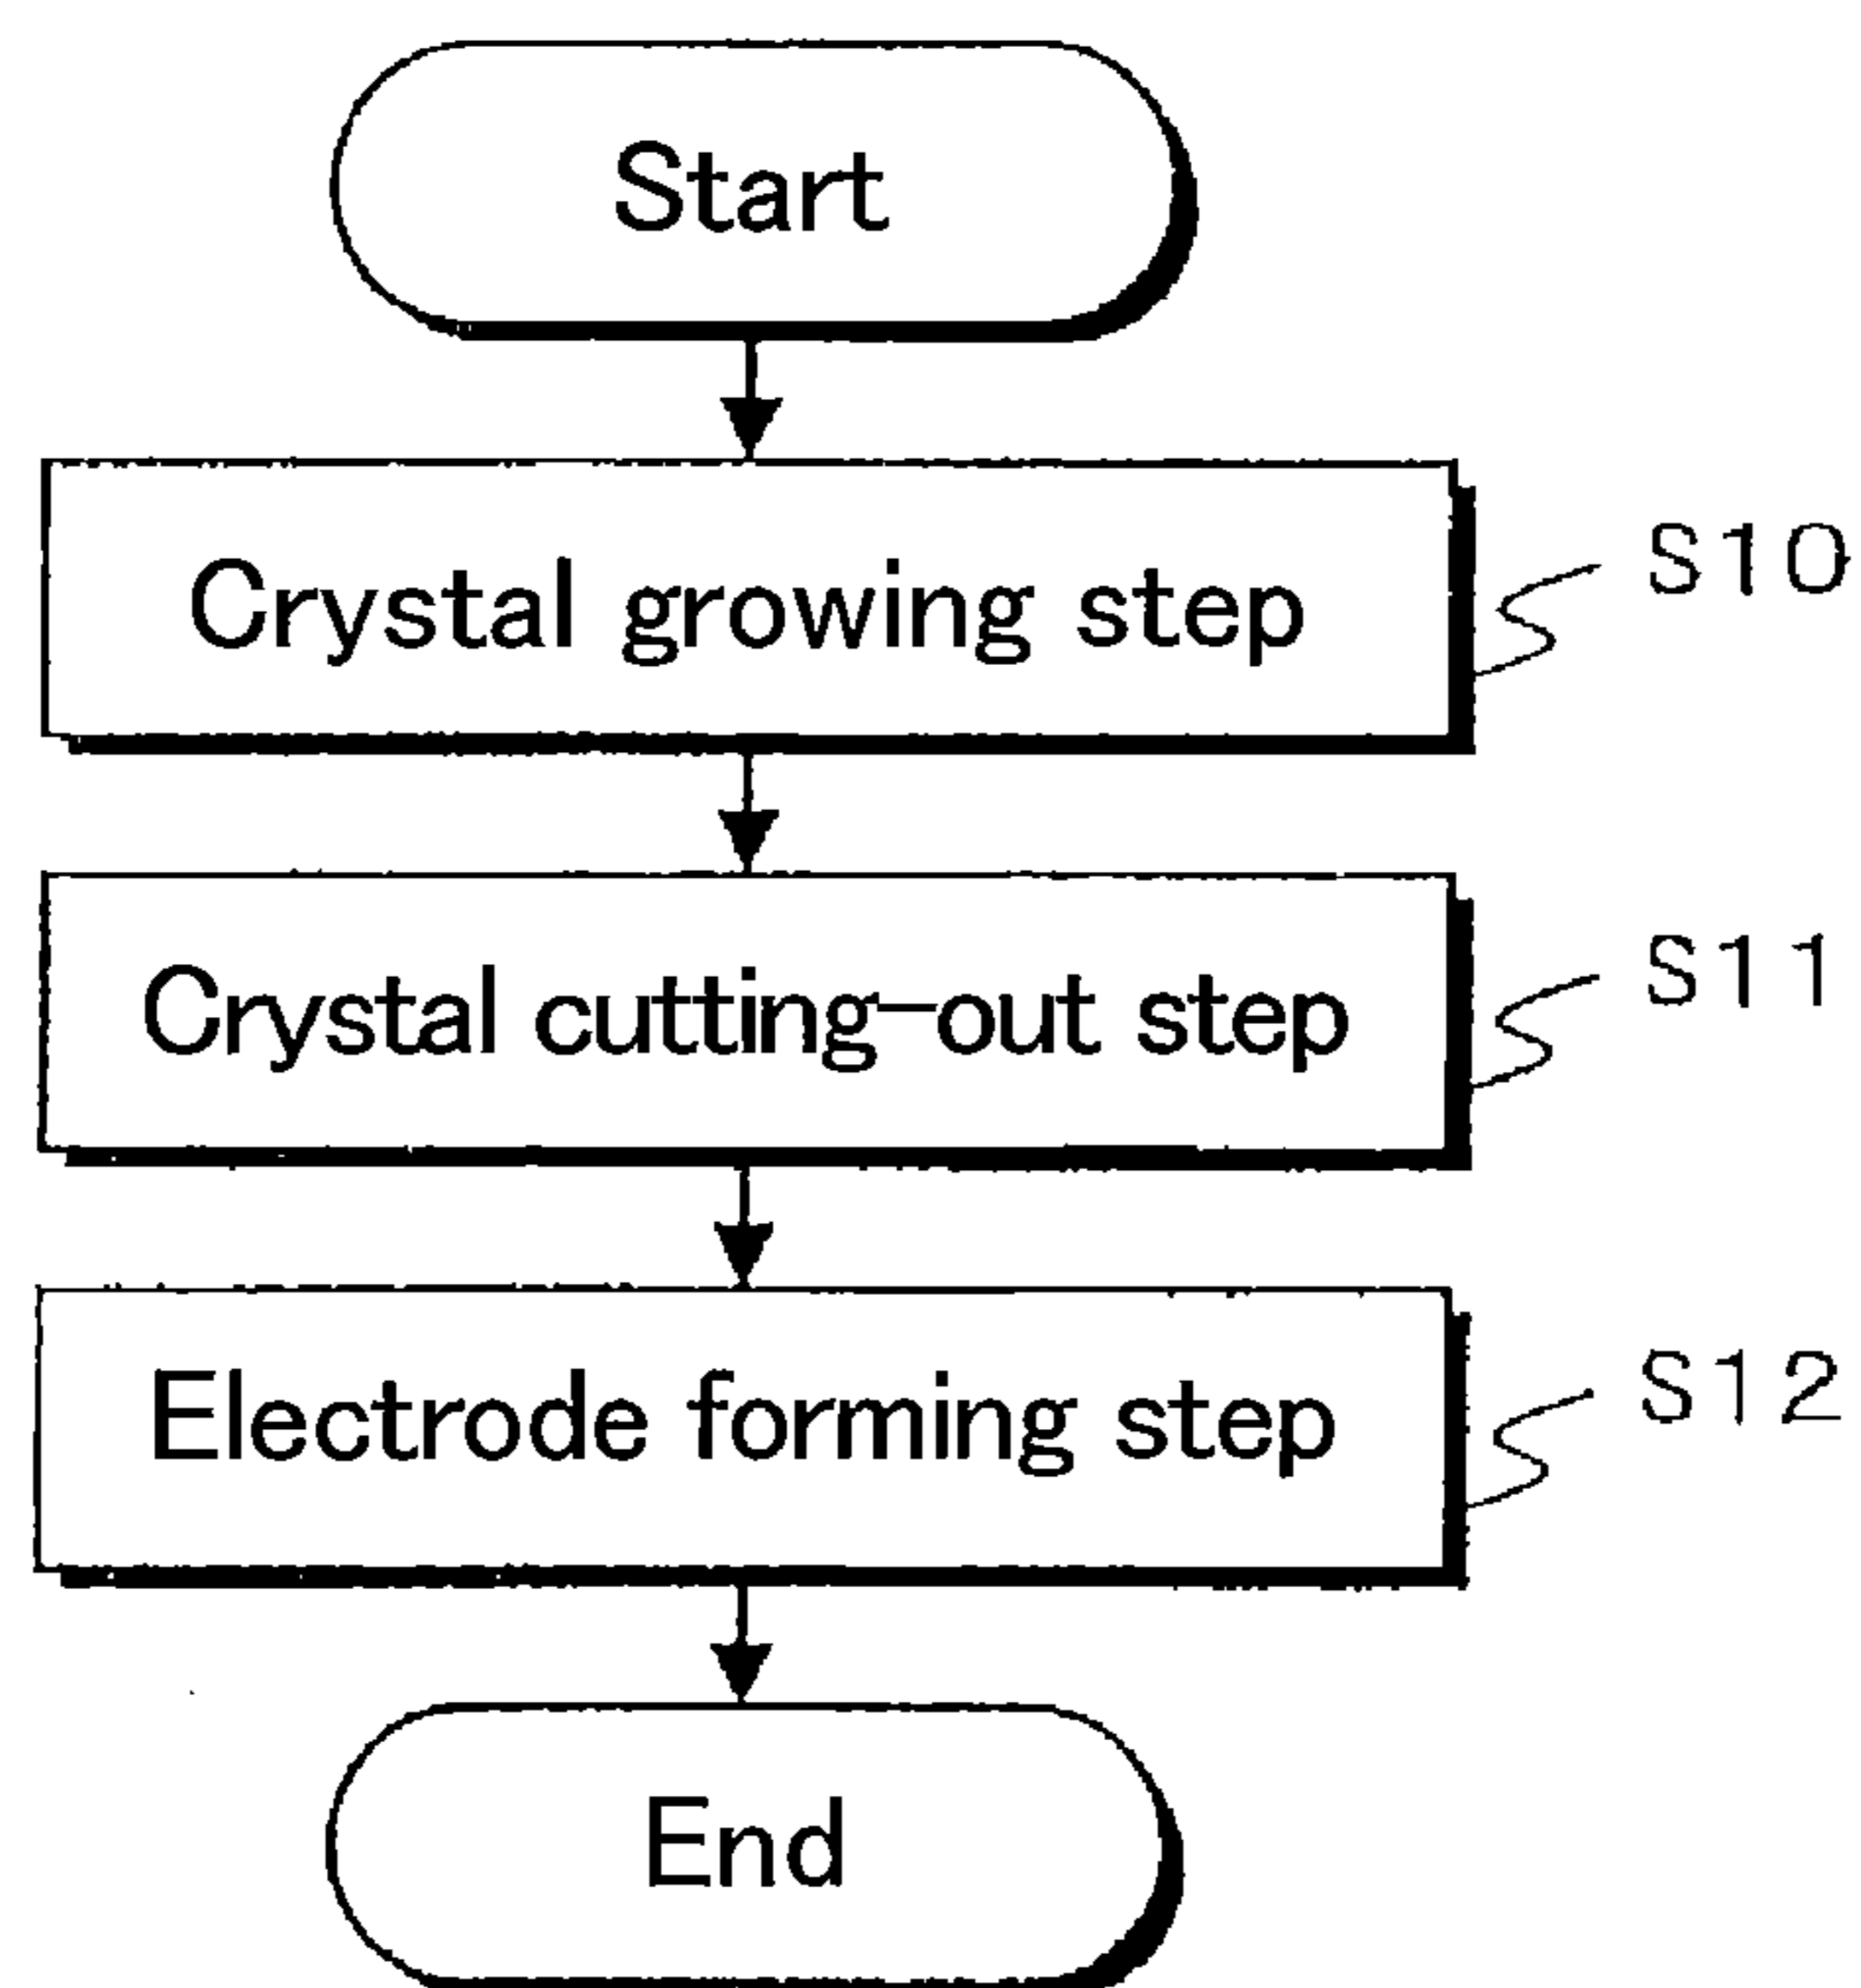 Start
Crystal growing step
S10
Crystal cutting-out step
S11
Electrode forming step
S12
End